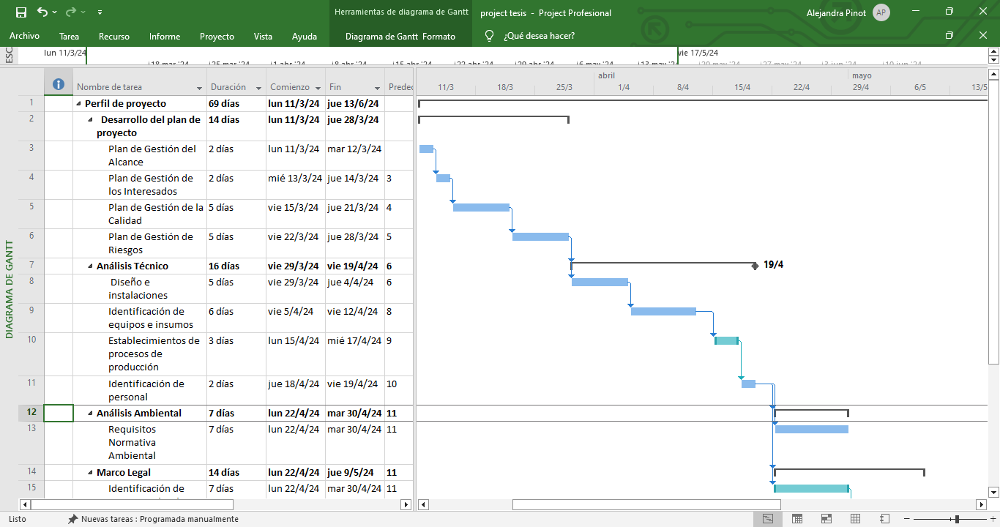 Herramientas de diagrama de Gantt
project tesis - Project Profesional
Alejandra Pinot
AP
Archivo Tarea Recurso Informe Proyecto Vista Ayuda Diagrama de Gantt Formato ¿Qué desea hacer?
lun 11/3/24 vie 17/5/24
18 mar '24 25 mar '24 1 abr '24 8 abr '24 15 abr '24 22 abr '24 29 abr '24 6 may '24 13 may '24 20 may '24 27 may '24 3 jun '24 10 jun '24
abril mayo
Nombre de tarea Duración Comienzo Fin Predec
11/3 18/3 25/3 1/4 8/4 15/4 22/4 29/4 6/5 13/5
1 Perfil de proyecto 69 días lun 11/3/24 jue 13/6/24
2 Desarrollo del plan de 14 días lun 11/3/24 jue 28/3/24
proyecto
3 Plan de Gestión del 2 días lun 11/3/24 mar 12/3/24
Alcance
4 Plan de Gestión de 2 días mié 13/3/24 jue 14/3/24 3
los Interesados
5 Plan de Gestión de la 5 días vie 15/3/24 jue 21/3/24 4
Calidad
6 Plan de Gestión de 5 días vie 22/3/24 jue 28/3/24 5
Riesgos
7 Análisis Técnico 16 días vie 29/3/24 vie 19/4/24 6 19/4
8 Diseño e 5 días vie 29/3/24 jue 4/4/24 6
instalaciones
9 Identificación de 6 días vie 5/4/24 vie 12/4/24 8
equipos e insumos
10 Establecimientos de 3 días lun 15/4/24 mié 17/4/24 9
procesos de
producción
11 Identificación de 2 días jue 18/4/24 vie 19/4/24 10
personal
12 Análisis Ambiental 7 días lun 22/4/24 mar 30/4/24 11
13 Requisitos 7 días lun 22/4/24 mar 30/4/24 11
Normativa
Ambiental
14 Marco Legal 14 días lun 22/4/24 jue 9/5/24 11
15 Identificación de 7 días lun 22/4/24 mar 30/4/24 11
DIAGRAMA DE GANTT
ESC
Listo Nuevas tareas : Programada manualmente